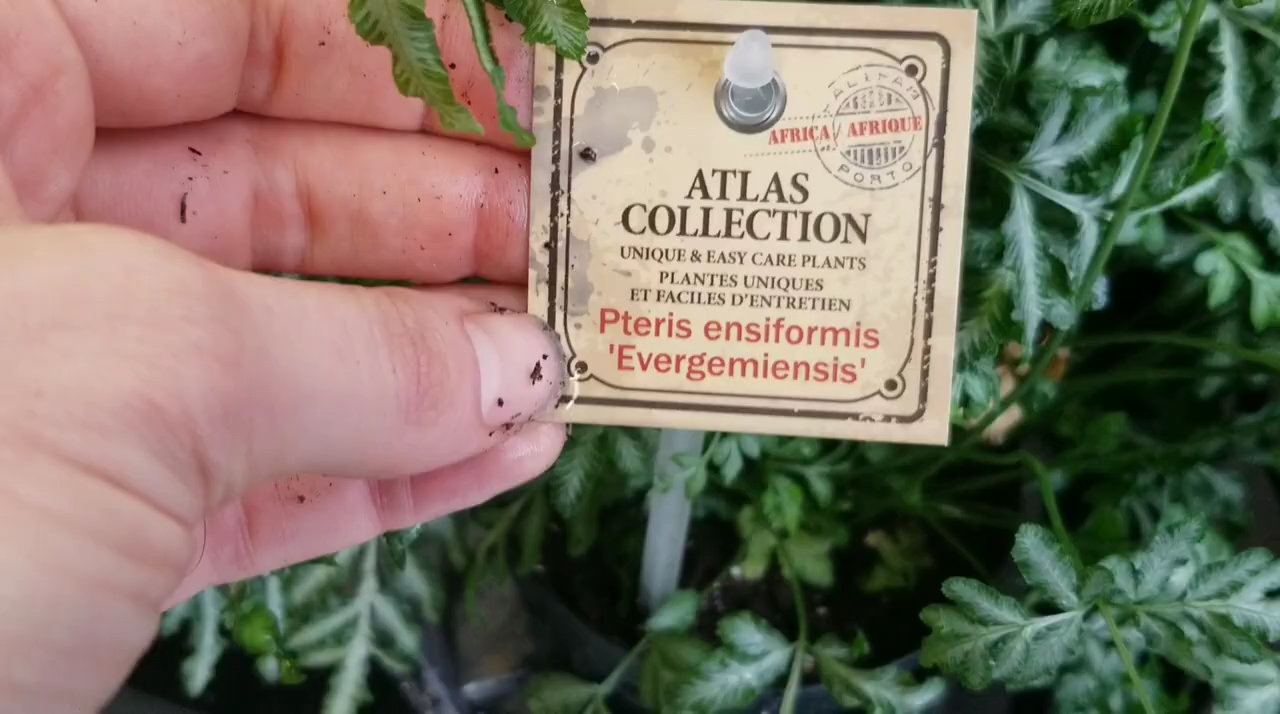 AFRICA / AFRIQUE
PORTO
ATLAS
COLLECTION
UNIQUE & EASY CARE PLANTS
PLANTES UNIQUES
ET FACILES D'ENTRETIEN
Pteris ensiformis
'Evergemiensis'